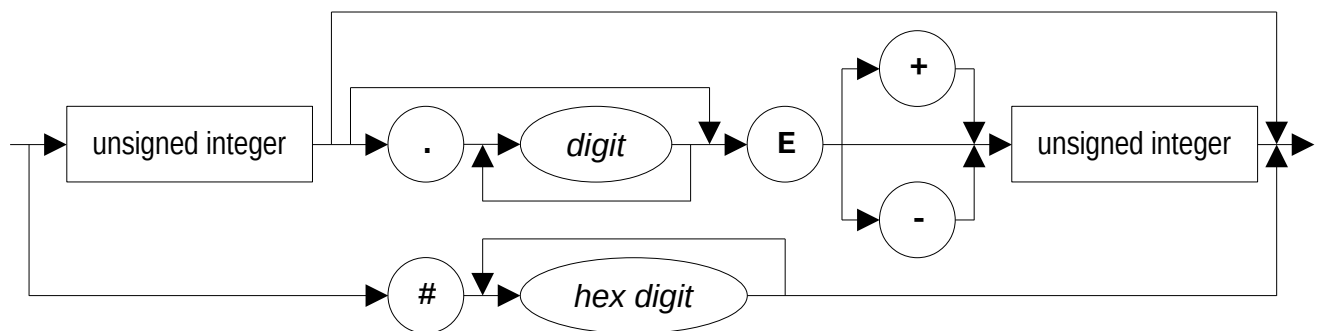 +
unsigned integer
.
digit
E
unsigned integer
-
#
hex digit